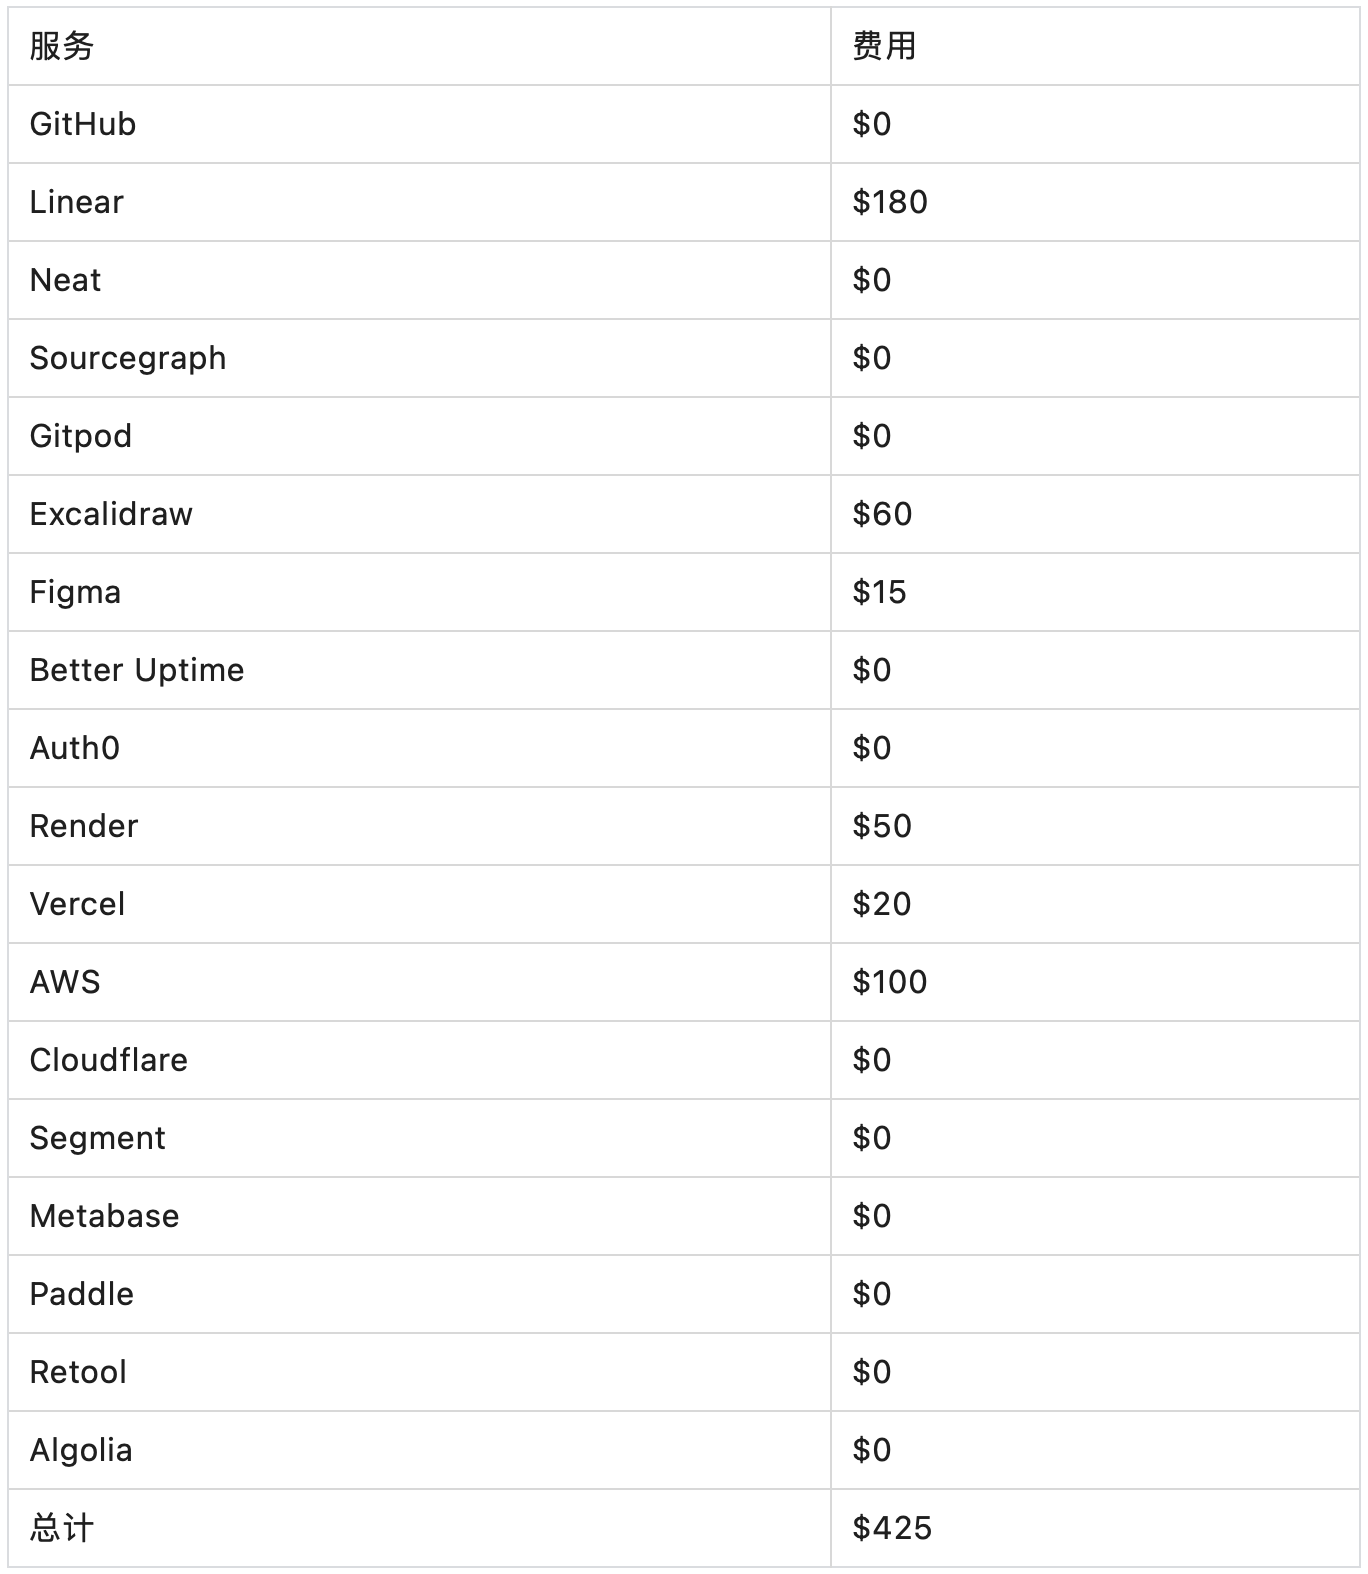 服务 费用
GitHub $0
Linear $180
Neat $0
Sourcegraph $0
Gitpod $0
Excalidraw $60
Figma $15
Better Uptime $0
Auth0 $0
Render $50
Vercel $20
AWS $100
Cloudflare $0
Segment $0
Metabase $0
Paddle $0
Retool $0
Algolia $0
总计 $425